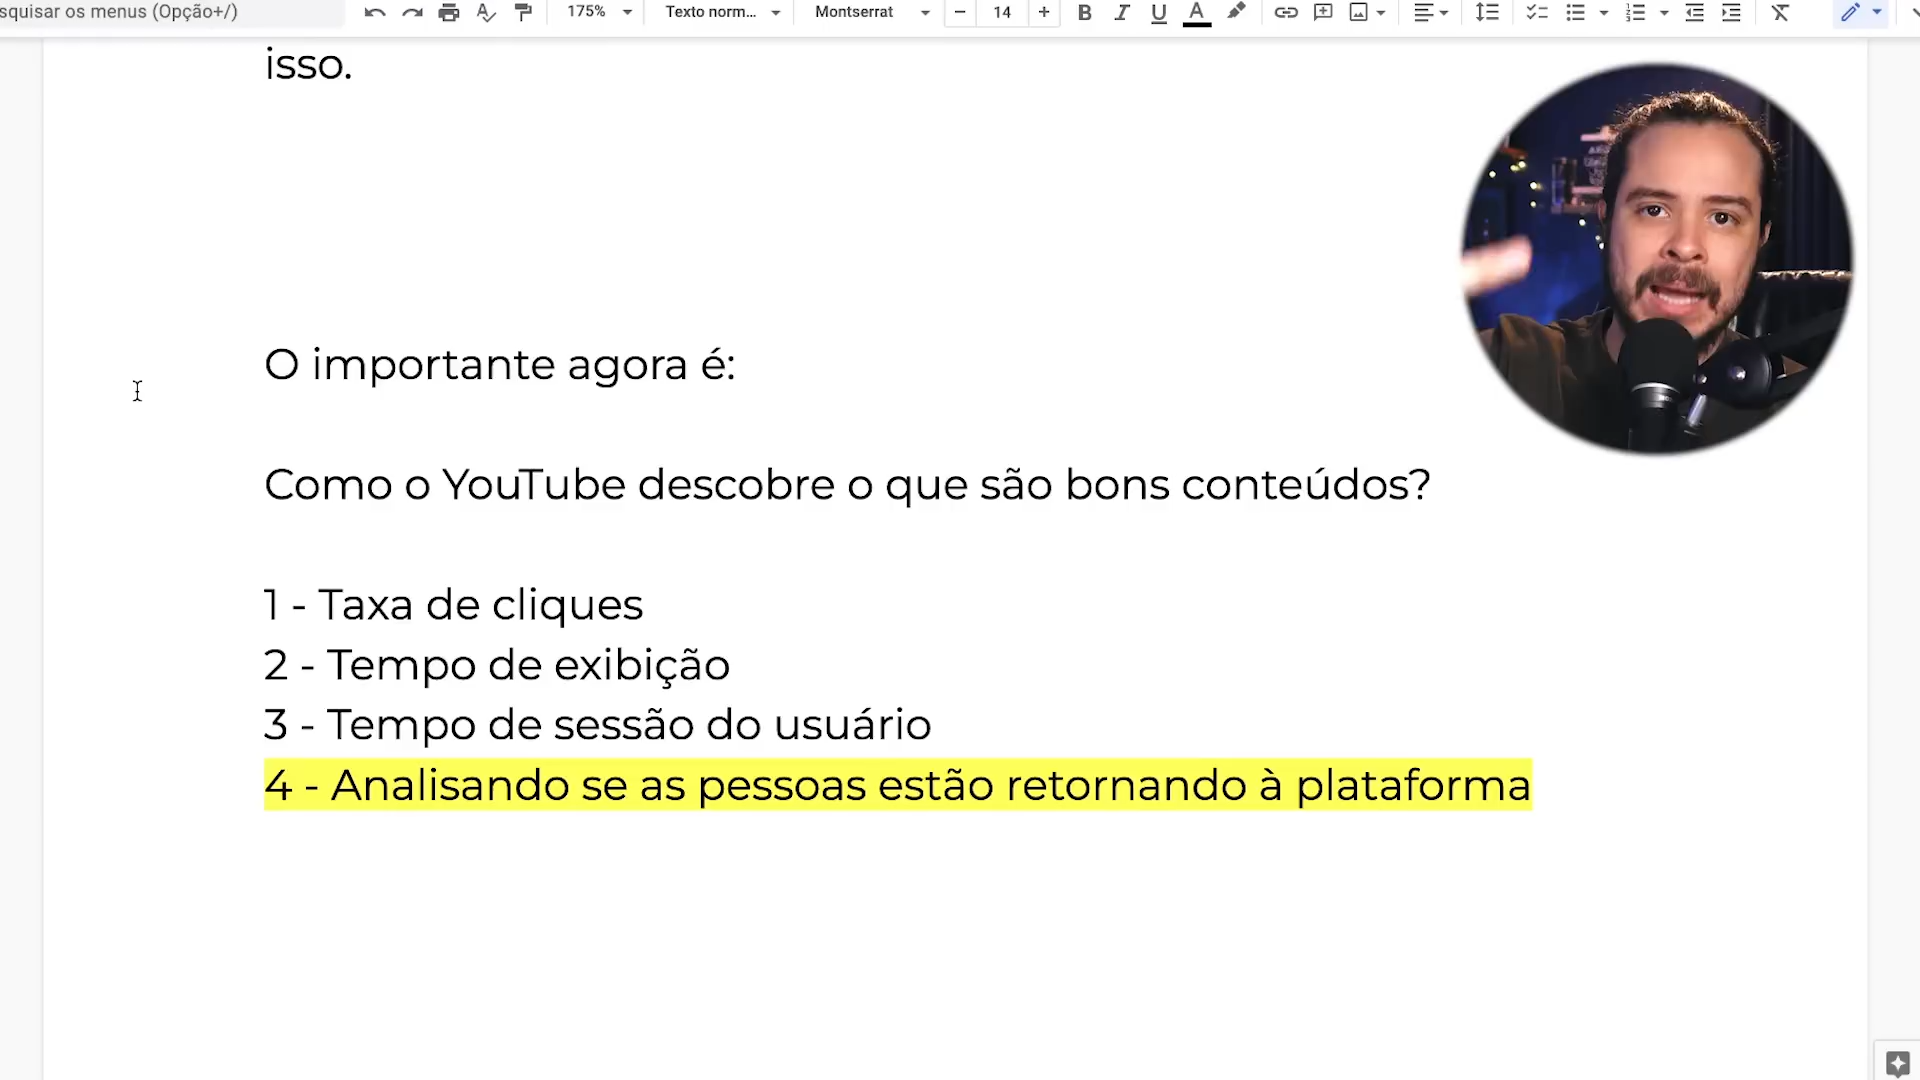 squisar os menus (Opção+/) 175% Texto norm... Montserrat 14 B I U A
isso.
O importante agora é:
Como o YouTube descobre o que são bons conteúdos?
1 - Taxa de cliques
2 - Tempo de exibição
3 - Tempo de sessão do usuário
4 - Analisando se as pessoas estão retornando à plataforma